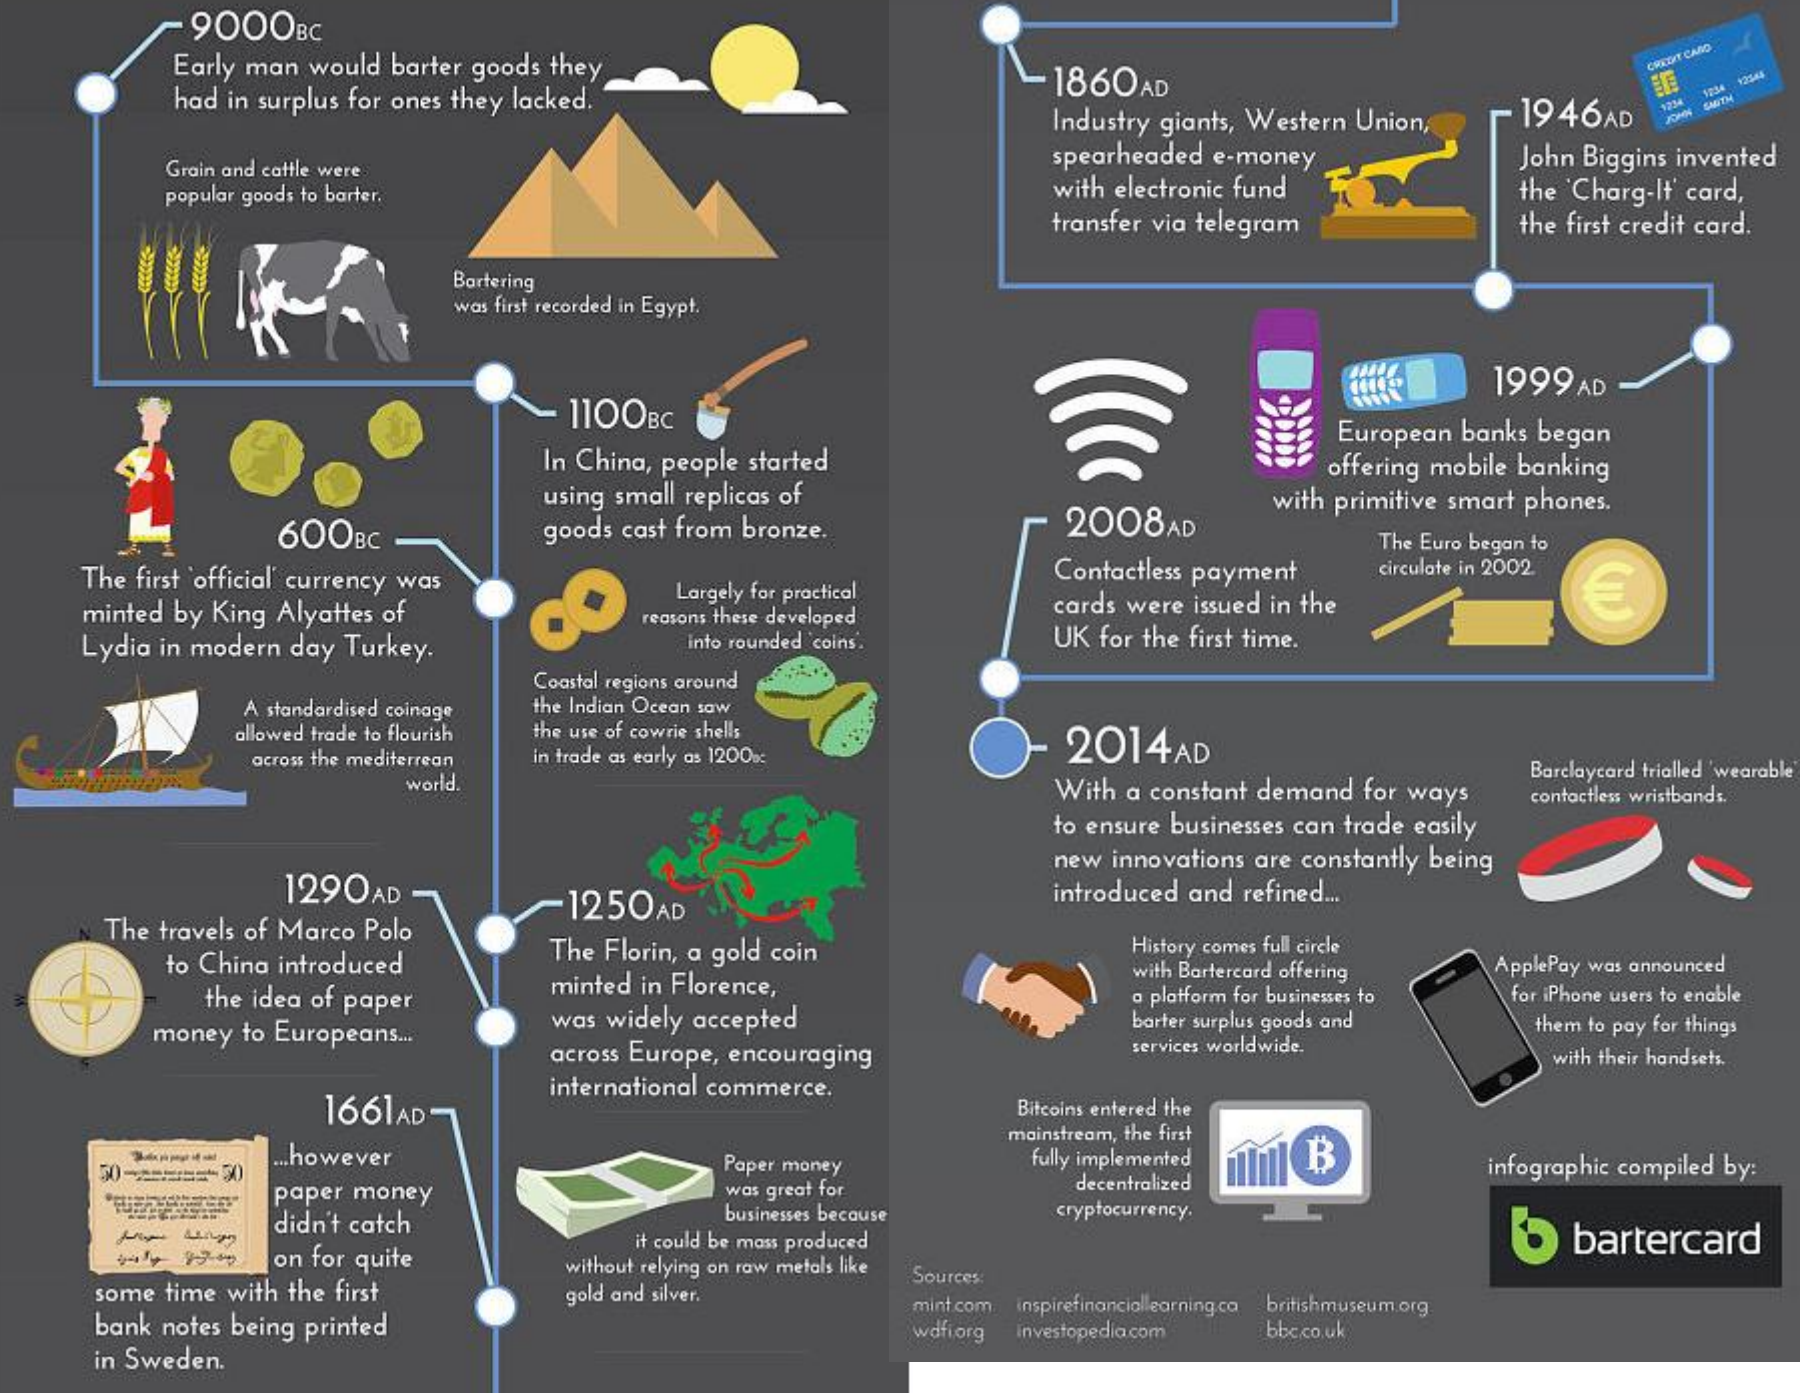 9000BC
Early man would barter goods they
had in surplus for ones they lacked.
Grain and cattle were
popular goods to barter.
Bartering
was first recorded in Egypt.
1100BC
In China, people started
using small replicas of
goods cast from bronze.
600BC
The first 'official' currency was
minted by King Alyattes of
Lydia in modern day Turkey.
Largely for practical
reasons these developed
into rounded 'coins'.
Coastal regions around
the Indian Ocean saw
the use of cowrie shells
in trade as early as 1200BC
A standardised coinage
allowed trade to flourish
across the mediterrean
world.
1250AD
The Florin, a gold coin
minted in Florence,
was widely accepted
across Europe, encouraging
international commerce.
1290AD
The travels of Marco Polo
to China introduced
the idea of paper
money to Europeans...
N
S
1661AD
...however
paper money
didn't catch
on for quite
some time with the first
bank notes being printed
in Sweden.
50
50
Paper money
was great for
businesses because
it could be mass produced
without relying on raw metals like
gold and silver.
1860AD
Industry giants, Western Union,
spearheaded e-money
with electronic fund
transfer via telegram
CREDIT CARD
1234 1234 12345
JOHN SMITH
1946AD
John Biggins invented
the 'Charg-It' card,
the first credit card.
1999AD
European banks began
offering mobile banking
with primitive smart phones.
The Euro began to
circulate in 2002.
€
2008AD
Contactless payment
cards were issued in the
UK for the first time.
2014AD
With a constant demand for ways
to ensure businesses can trade easily
new innovations are constantly being
introduced and refined...
Barclaycard trialled 'wearable'
contactless wristbands.
History comes full circle
with Bartercard offering
a platform for businesses to
barter surplus goods and
services worldwide.
ApplePay was announced
for iPhone users to enable
them to pay for things
with their handsets.
Bitcoins entered the
mainstream, the first
fully implemented
decentralized
cryptocurrency.
infographic compiled by:
bartercard
Sources:
mint.com inspirefinanciallearning.ca britishmuseum.org
wdfi.org investopedia.com bbc.co.uk